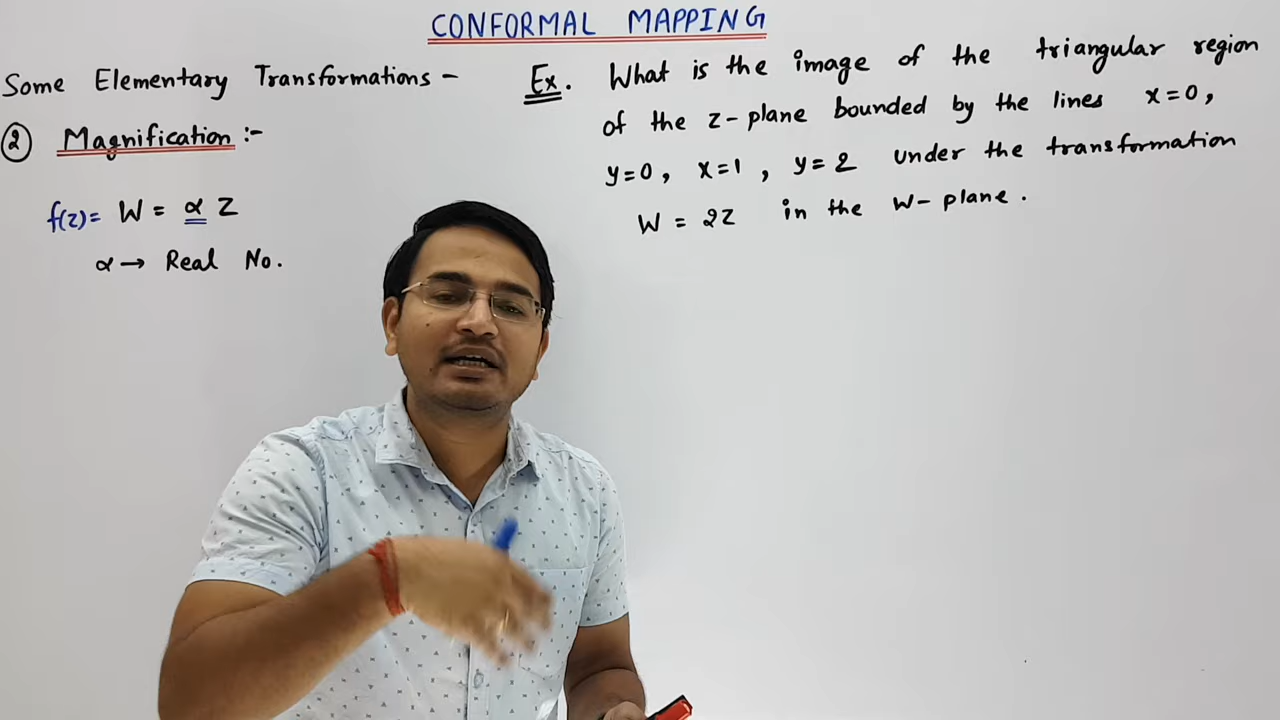 CONFORMAL MAPPING
Some Elementary Transformations -
② Magnification :-
f(z)= W = α Z
α → Real No.
Ex. What is the image of the triangular region
of the z-plane bounded by the lines x=0,
y=0, x=1, y=2 under the transformation
W = 2Z in the W-plane.